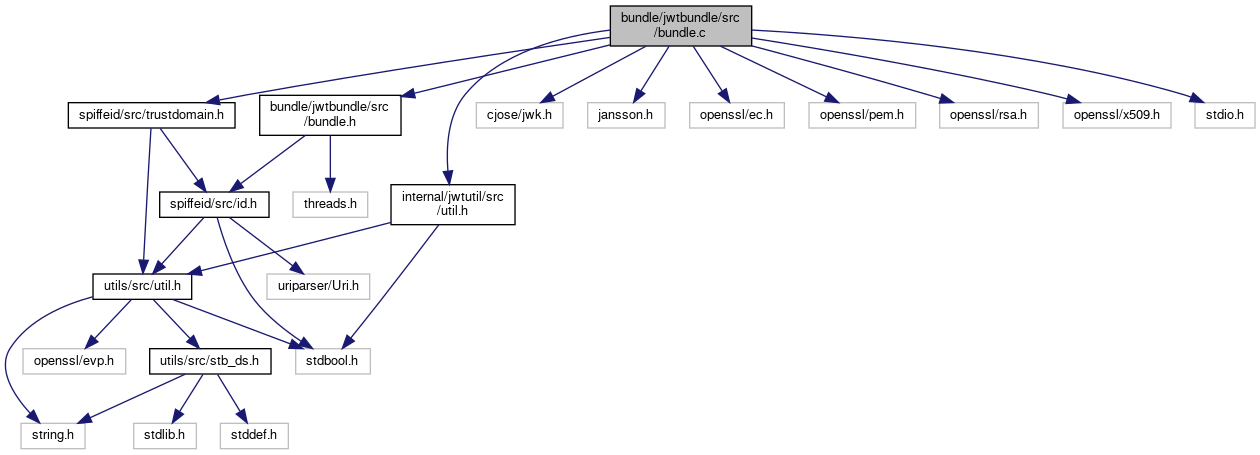 bundle/jwtbundle/src
/bundle.c
spiffeid/src/trustdomain.h
bundle/jwtbundle/src
/bundle.h
cjose/jwk.h
jansson.h
openssl/ec.h
openssl/pem.h
openssl/rsa.h
openssl/x509.h
stdio.h
spiffeid/src/id.h
threads.h
internal/jwtutil/src
/util.h
utils/src/util.h
uriparser/Uri.h
openssl/evp.h
utils/src/stb_ds.h
stdbool.h
string.h
stdlib.h
stddef.h